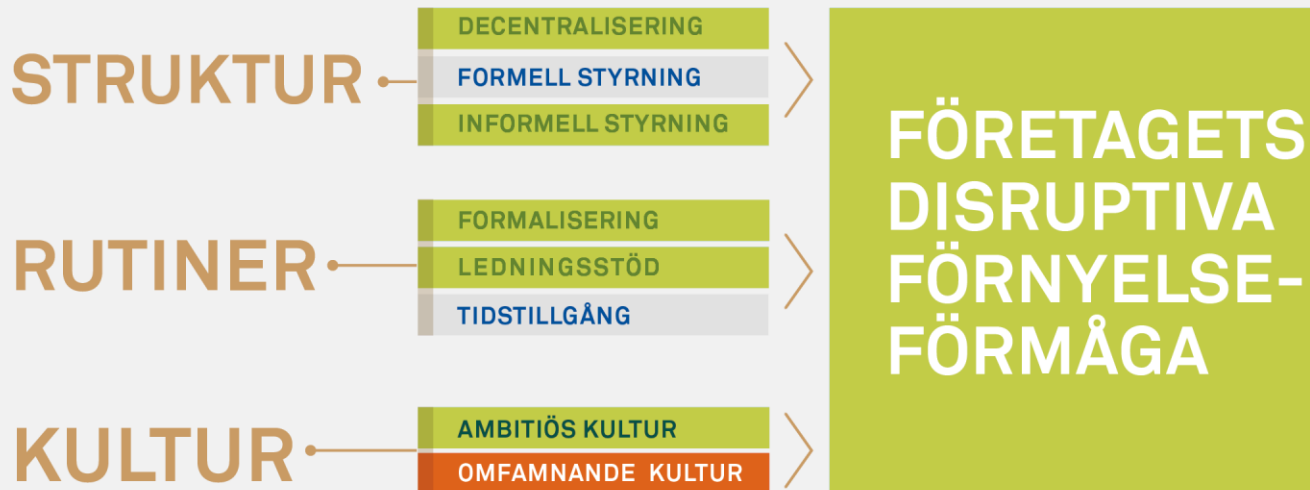 STRUKTUR
DECENTRALISERING
FORMELL STYRNING
INFORMELL STYRNING
RUTINER
FORMALISERING
LEDNINGSSTÖD
TIDSTILLGÅNG
KULTUR
AMBITIÖS KULTUR
OMFAMNANDE KULTUR
FÖRETAGETS
DISRUPTIVA
FÖRNYELSE-
FÖRMÅGA